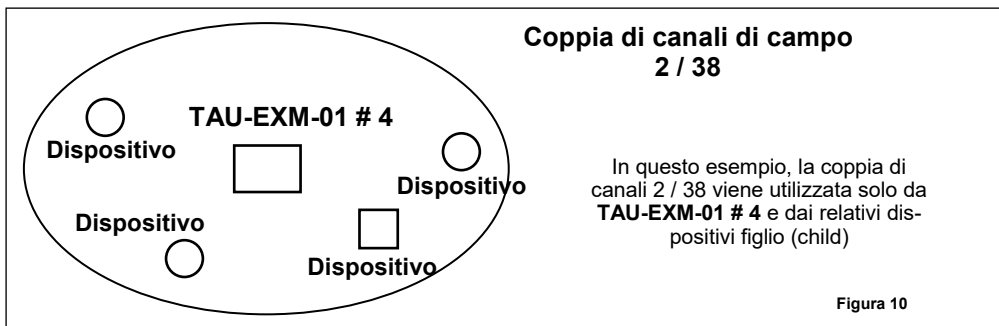 Coppia di canali di campo
2 / 38
TAU-EXM-01 # 4
Dispositivo
Dispositivo
Dispositivo
Dispositivo
In questo esempio, la coppia di
canali 2 / 38 viene utilizzata solo da
TAU-EXM-01 # 4 e dai relativi dis-
positivi figlio (child)
Figura 10